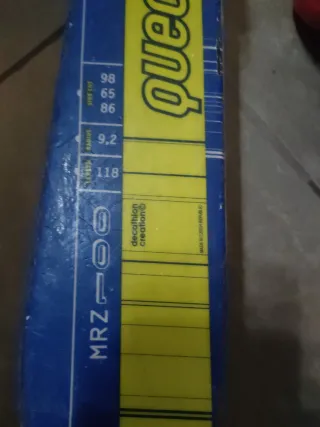 quec
98
65
86
9,2
118
decathlon
creation©
MRZ 100